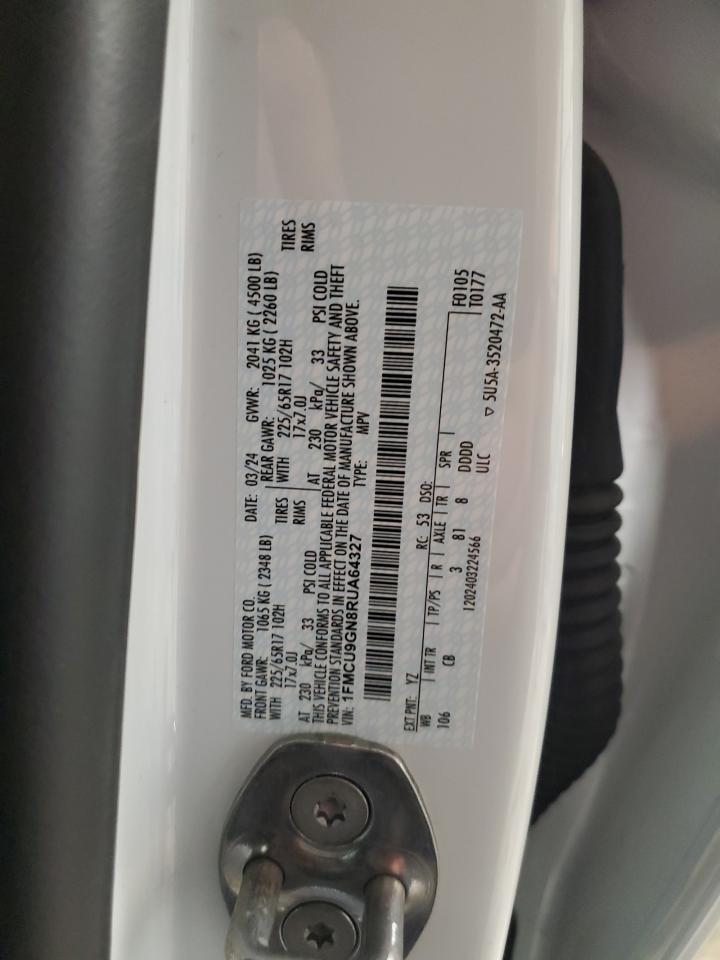 MFD. BY FORD MOTOR CO.
DATE: 03/24 GVWR: 2041 KG ( 4500 LB)
FRONT GAWR: 1065 KG ( 2348 LB) REAR GAWR: 1025 KG ( 2260 LB)
WITH 225/65R17 102H TIRES WITH 225/65R17 102H TIRES
17x7.0J RIMS 17x7.0J RIMS
AT 230 kPa/ 33 PSI COLD AT 230 kPa/ 33 PSI COLD
THIS VEHICLE CONFORMS TO ALL APPLICABLE FEDERAL MOTOR VEHICLE SAFETY AND THEFT
PREVENTION STANDARDS IN EFFECT ON THE DATE OF MANUFACTURE SHOWN ABOVE.
VIN: 1FMCU9GN8RUA64327 TYPE: MPV
EXT PNT: YZ RC: 53 DSO:
WB INT TR TP/PS R AXLE TR SPR F0105
106 CB 3 81 8 DDDD T0177
1202403224566 ULC ▽ 5U5A-3520472-AA